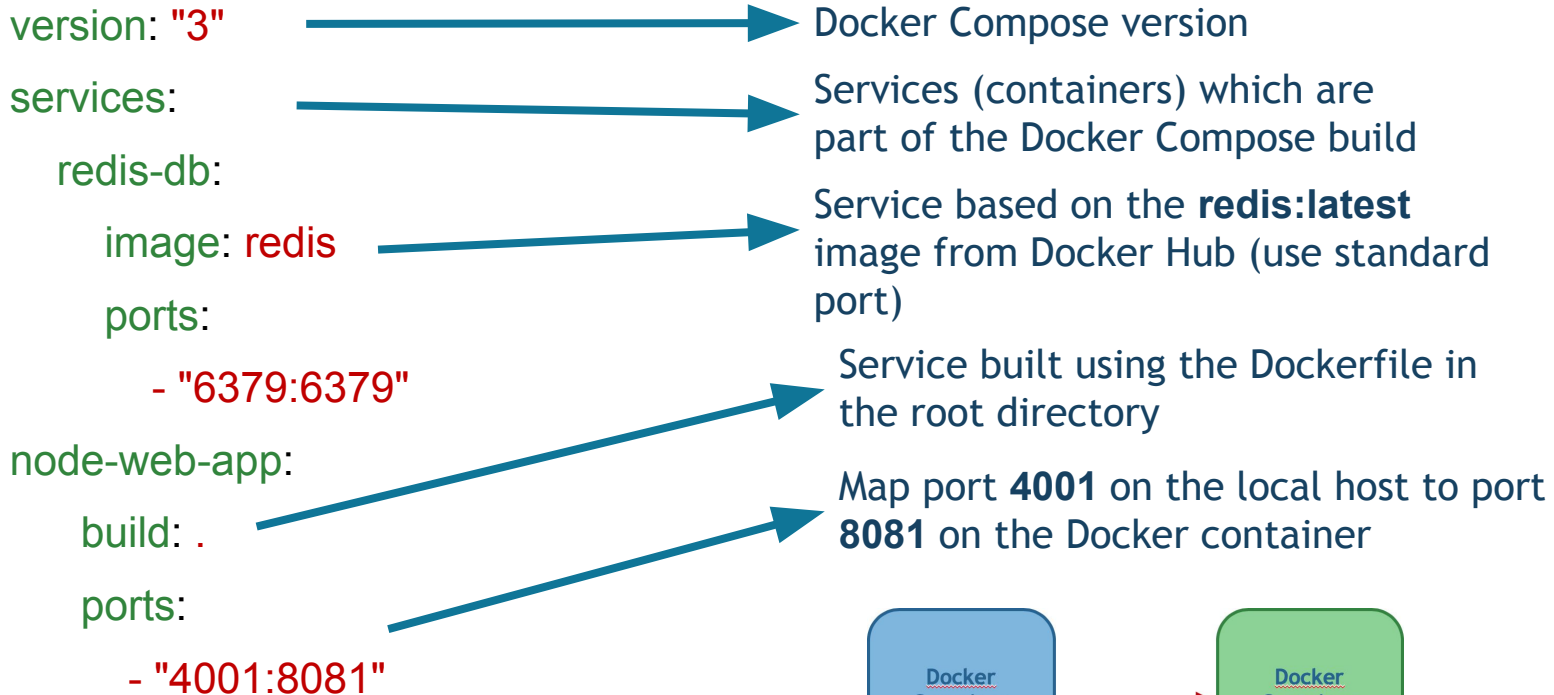 version: "3"
services:
redis-db:
image: redis
ports:
- "6379:6379"
node-web-app:
build: .
ports:
- "4001:8081"
Docker Compose version
Services (containers) which are
part of the Docker Compose build
Service based on the redis:latest
image from Docker Hub (use standard
port)
Service built using the Dockerfile in
the root directory
Map port 4001 on the local host to port
8081 on the Docker container
Docker
Docker